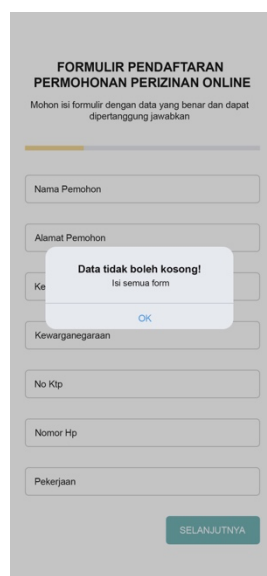 FORMULIR PENDAFTARAN
PERMOHONAN PERIZINAN ONLINE
Mohon isi formulir dengan data yang benar dan dapat
dipertanggung jawabkan
Nama Pemohon
Alamat Pemohon
Data tidak boleh kosong!
Isi semua form
Ke
OK
Kewarganegaraan
No Ktp
Nomor Hp
Pekerjaan
SELANJUTNYA